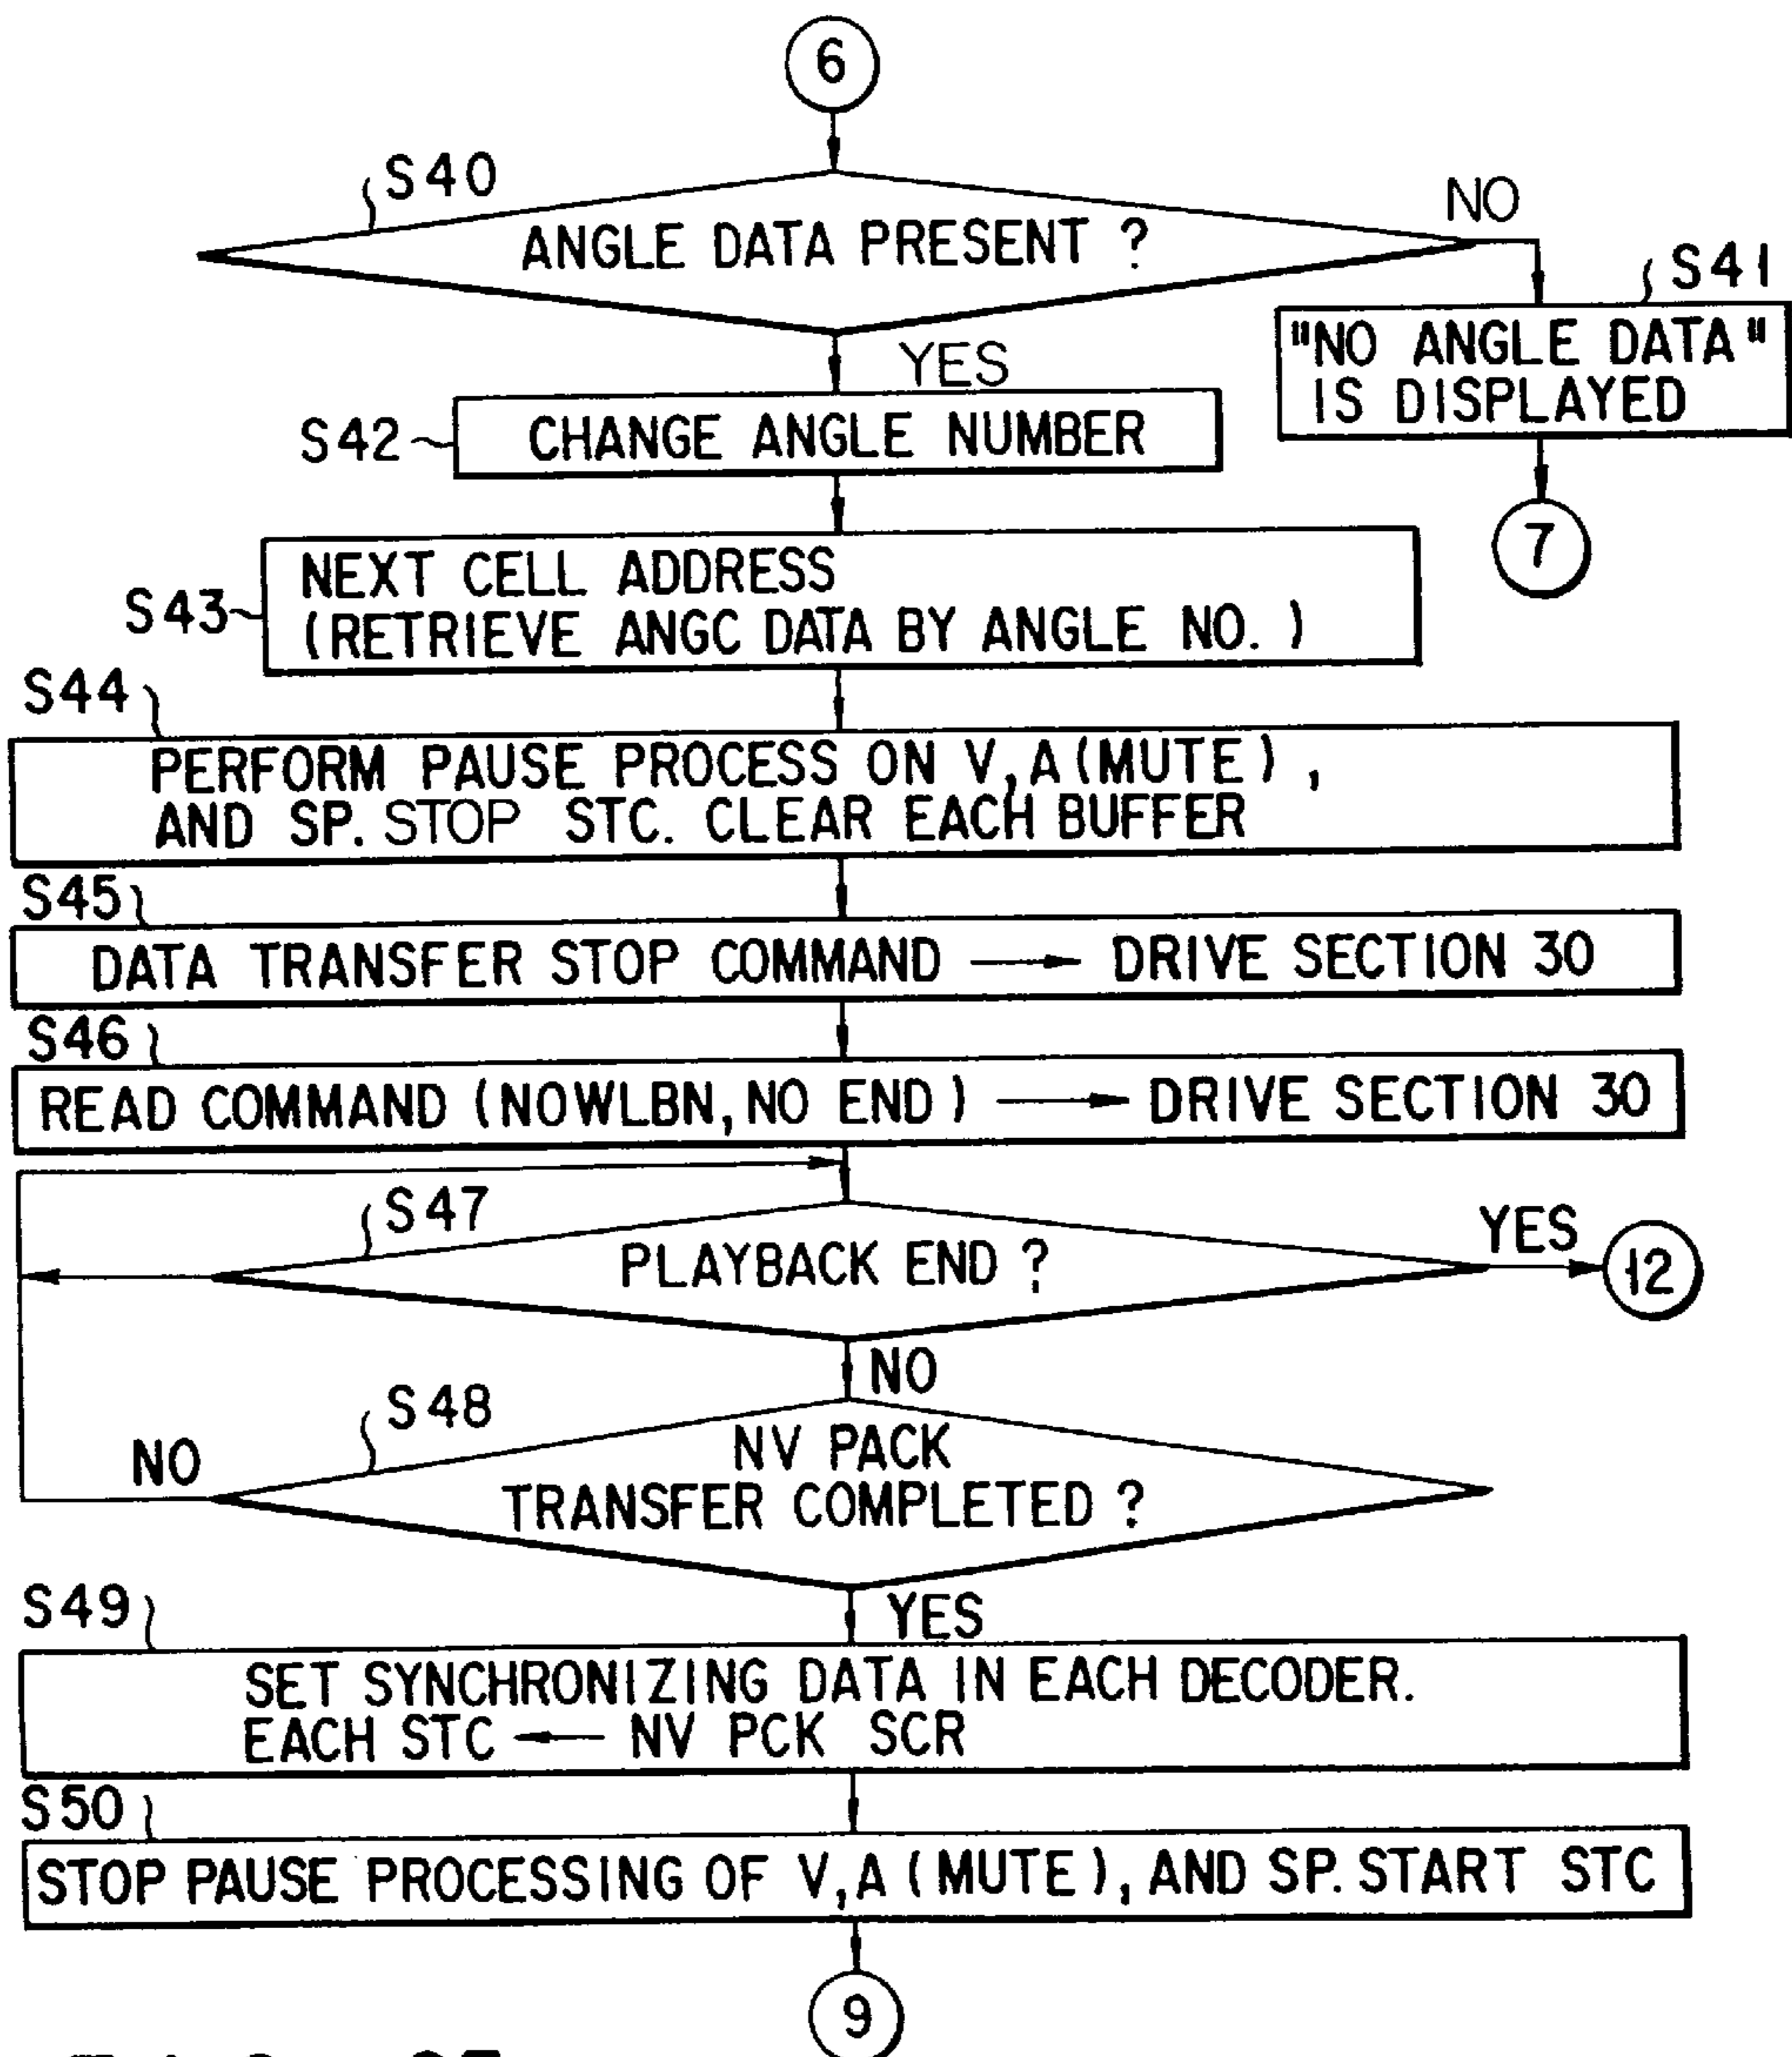 6
S40
ANGLE DATA PRESENT ?
NO
S41
"NO ANGLE DATA"
IS DISPLAYED
7
YES
S42
CHANGE ANGLE NUMBER
S43
NEXT CELL ADDRESS
(RETRIEVE ANGC DATA BY ANGLE NO. )
S44
PERFORM PAUSE PROCESS ON V,A(MUTE) ,
AND SP. STOP STC. CLEAR EACH BUFFER
S45
DATA TRANSFER STOP COMMAND → DRIVE SECTION 30
S46
READ COMMAND (NOWLBN, NO END) → DRIVE SECTION 30
S47
PLAYBACK END ?
YES
12
NO
S48
NV PACK
TRANSFER COMPLETED ?
NO
YES
S49
SET SYNCHRONIZING DATA IN EACH DECODER.
EACH STC ← NV PCK SCR
S50
STOP PAUSE PROCESSING OF V,A (MUTE), AND SP. START STC
9